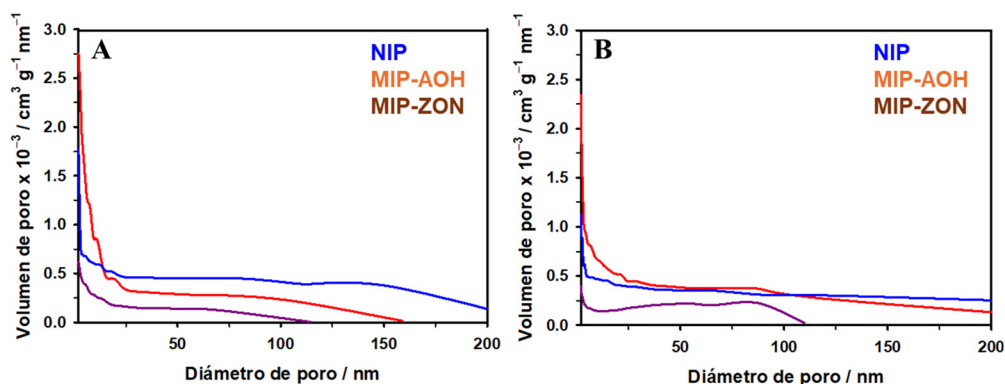 A
NIP
MIP-AOH
MIP-ZON
Volumen de poro x 10⁻³ / cm³ g⁻¹ nm⁻¹
3.0
2.5
2.0
1.5
1.0
0.5
0.0
50
100
150
200
Diámetro de poro / nm
B
NIP
MIP-AOH
MIP-ZON
Volumen de poro x 10⁻³ / cm³ g⁻¹ nm⁻¹
3.0
2.5
2.0
1.5
1.0
0.5
0.0
50
100
150
200
Diámetro de poro / nm